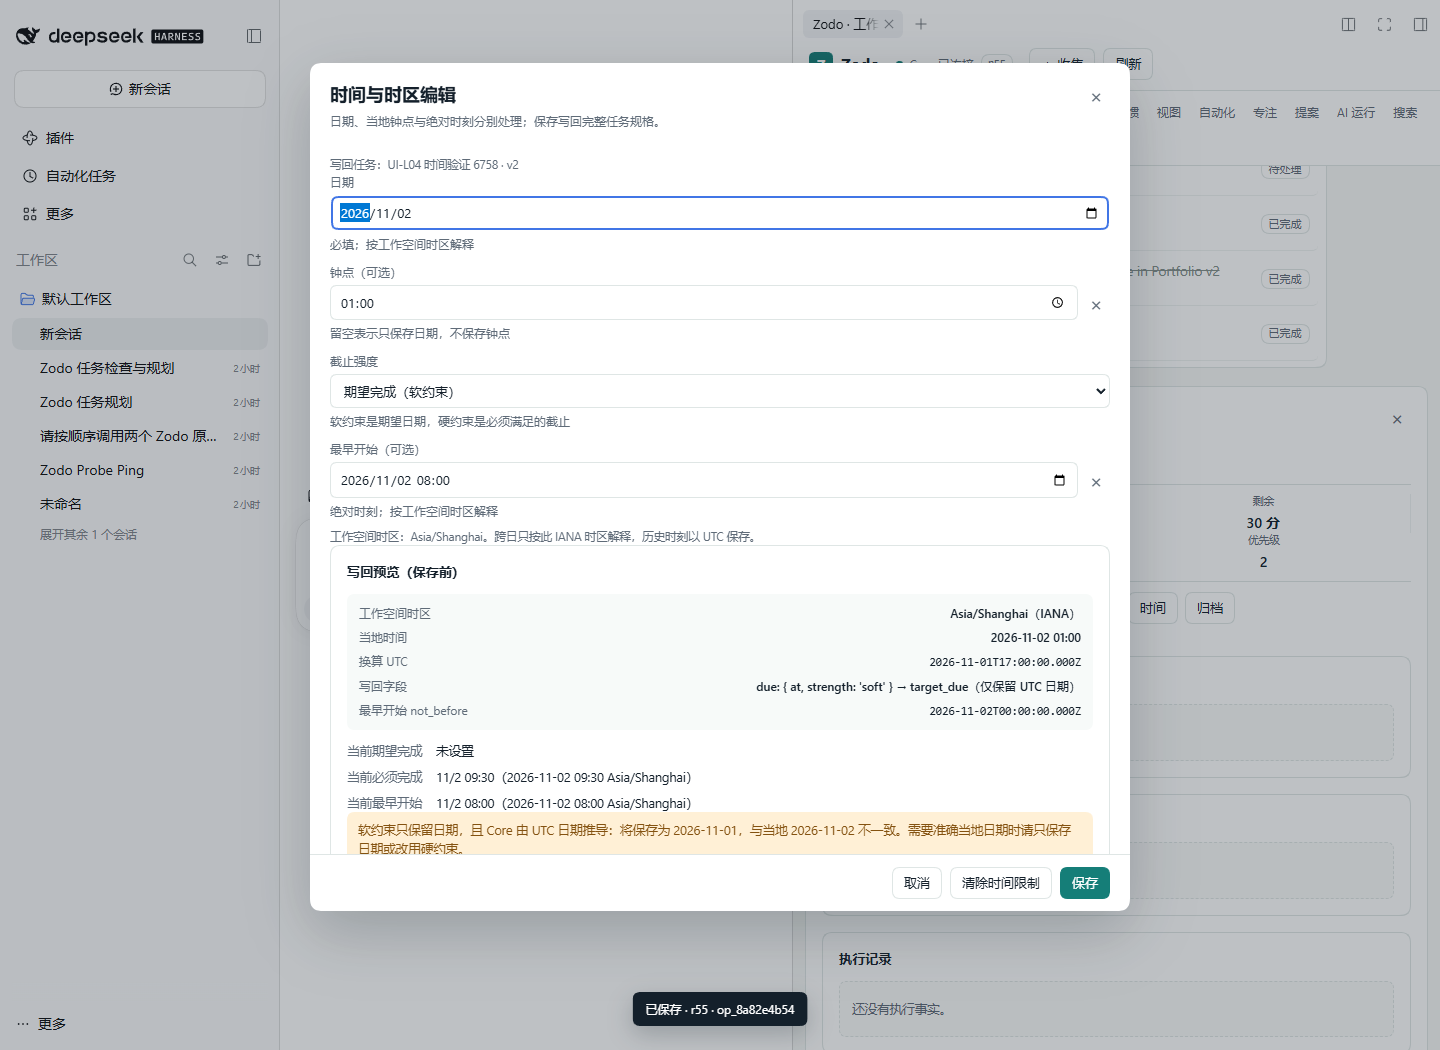 deepseek HARNESS
新会话
插件
自动化任务
更多
工作区
默认工作区
新会话
Zodo 任务检查与规划 2小时
Zodo 任务规划 2小时
请按顺序调用两个 Zodo 原... 2小时
Zodo Probe Ping 2小时
未命名 2小时
展开其余 1 个会话
更多
Zodo · 工作
已连接 r55
收集
刷新
视图 自动化 专注 提案 AI 运行 搜索
待处理
已完成
e in Portfolio v2
已完成
已完成
剩余
30 分
优先级
2
时间 归档
执行记录
还没有执行事实。
时间与时区编辑
日期、当地钟点与绝对时刻分别处理；保存写回完整任务规格。
写回任务：UI-L04 时间验证 6758 · v2
日期
2026/11/02
必填；按工作空间时区解释
钟点（可选）
01:00
留空表示只保存日期，不保存钟点
截止强度
期望完成（软约束）
软约束是期望日期，硬约束是必须满足的截止
最早开始（可选）
2026/11/02 08:00
绝对时刻；按工作空间时区解释
工作空间时区：Asia/Shanghai。跨日只按此 IANA 时区解释，历史时刻以 UTC 保存。
写回预览（保存前）
工作空间时区 Asia/Shanghai（IANA）
当地时间 2026-11-02 01:00
换算 UTC 2026-11-01T17:00:00.000Z
写回字段 due: { at, strength: 'soft' } → target_due（仅保留 UTC 日期）
最早开始 not_before 2026-11-02T00:00:00.000Z
当前期望完成 未设置
当前必须完成 11/2 09:30（2026-11-02 09:30 Asia/Shanghai）
当前最早开始 11/2 08:00（2026-11-02 08:00 Asia/Shanghai）
软约束只保留日期，且 Core 由 UTC 日期推导：将保存为 2026-11-01，与当地 2026-11-02 不一致。需要准确当地日期时请只保存
日期或改用硬约束。
取消 清除时间限制 保存
已保存 · r55 · op_8a82e4b54